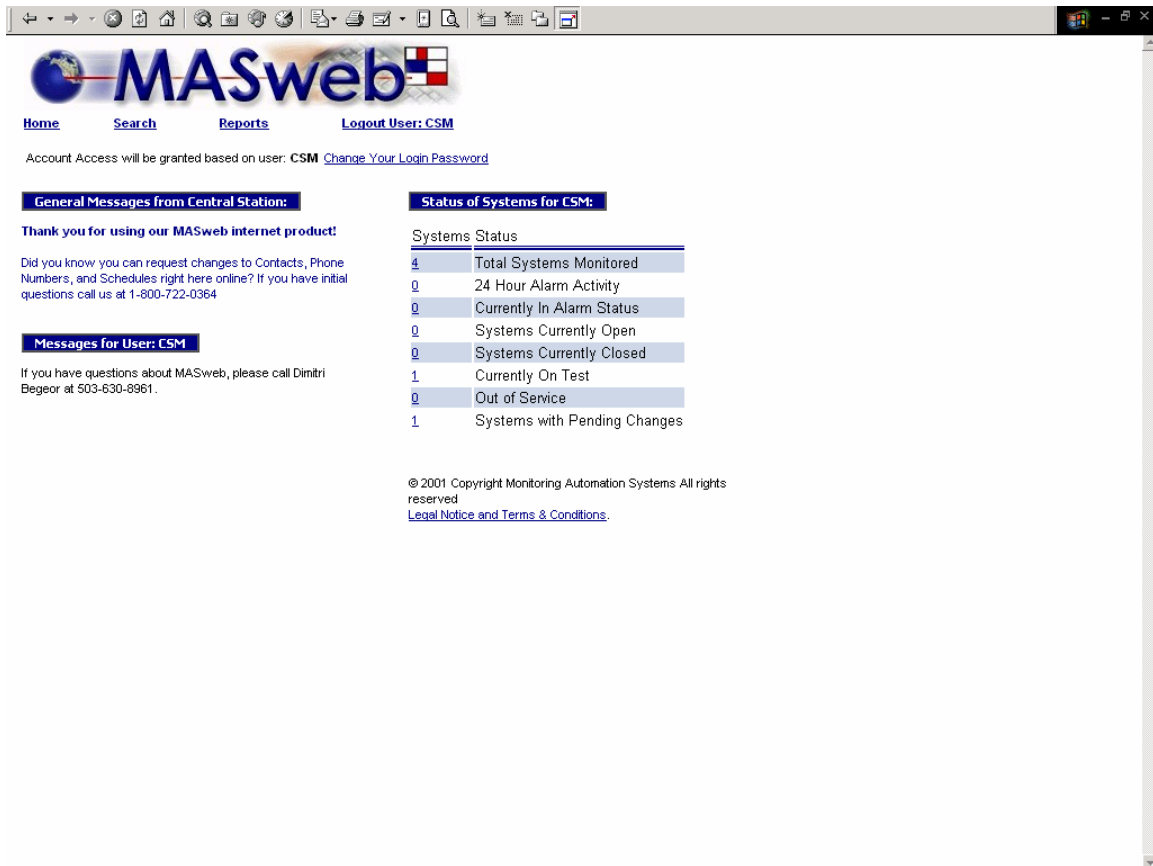 MASweb
Home Search Reports Logout User: CSM
Account Access will be granted based on user: CSM Change Your Login Password
General Messages from Central Station:
Thank you for using our MASweb internet product!
Did you know you can request changes to Contacts, Phone
Numbers, and Schedules right here online? If you have initial
questions call us at 1-800-722-0364
Messages for User: CSM
If you have questions about MASweb, please call Dimitri
Begeor at 503-630-8961.
Status of Systems for CSM:
Systems Status
4 Total Systems Monitored
0 24 Hour Alarm Activity
0 Currently In Alarm Status
0 Systems Currently Open
0 Systems Currently Closed
1 Currently On Test
0 Out of Service
1 Systems with Pending Changes
© 2001 Copyright Monitoring Automation Systems All rights
reserved
Legal Notice and Terms & Conditions.